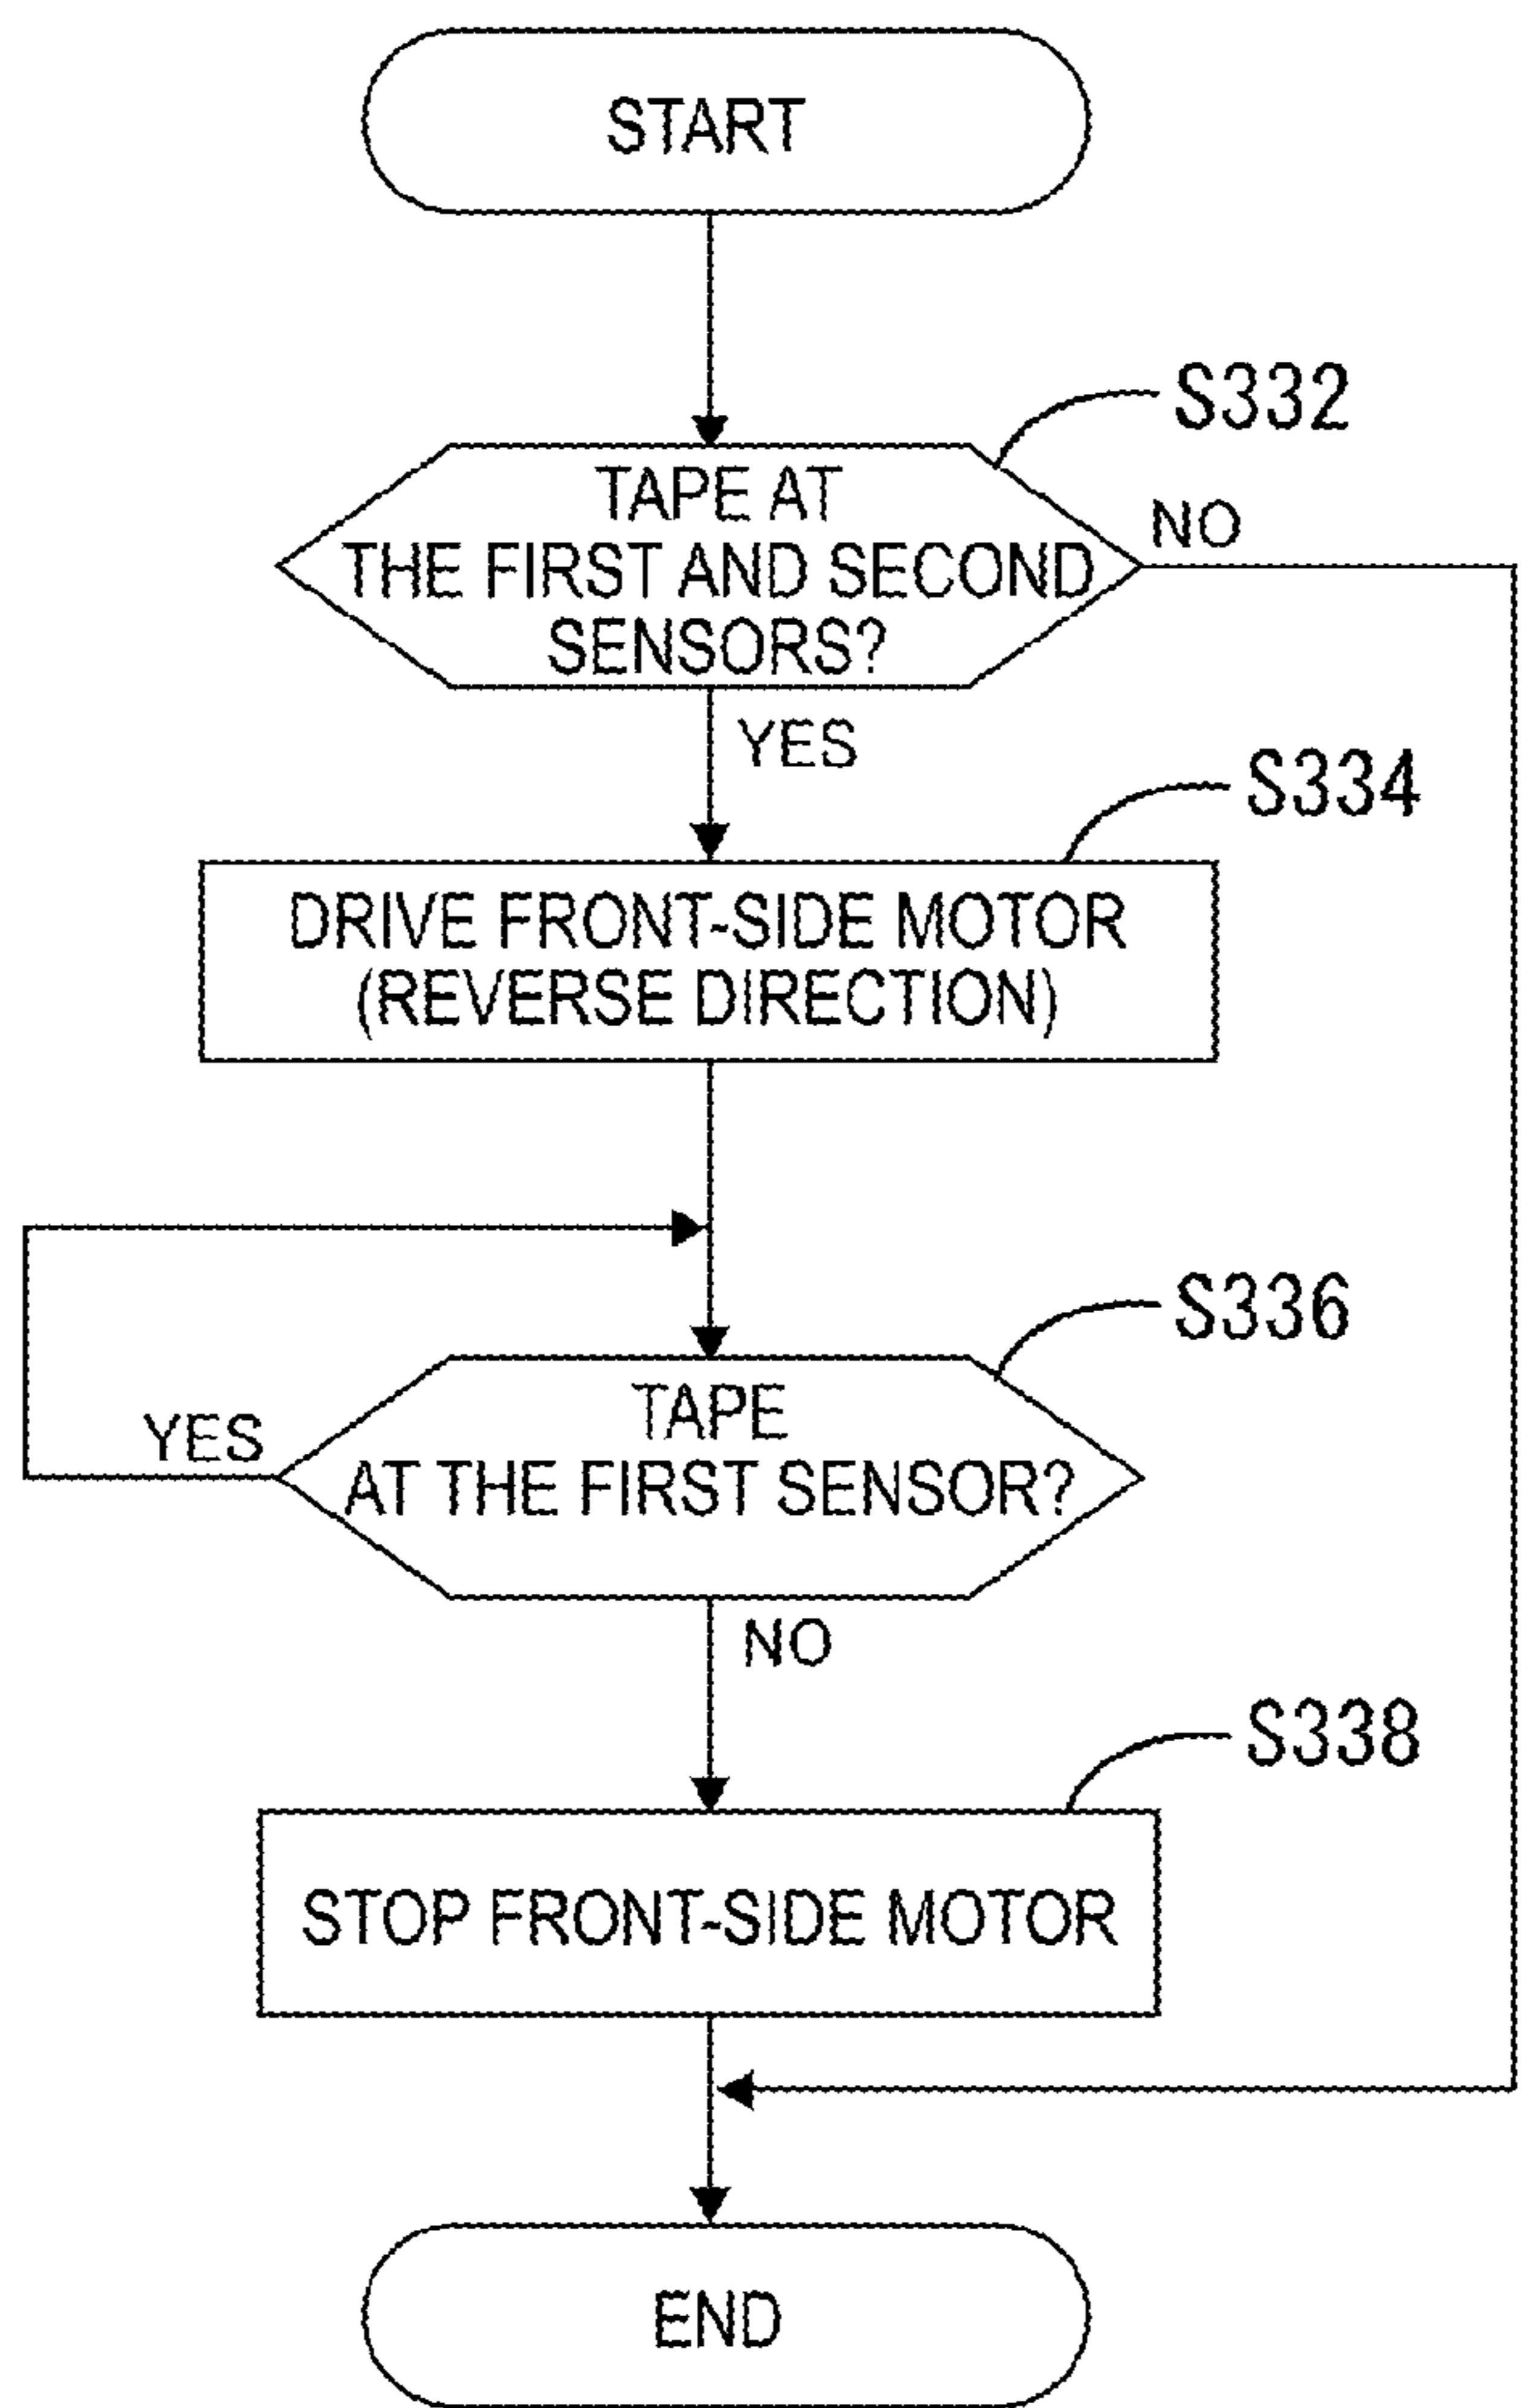 START
S332
TAPE AT
THE FIRST AND SECOND
SENSORS?
NO
YES
S334
DRIVE FRONT-SIDE MOTOR
(REVERSE DIRECTION)
S336
TAPE
AT THE FIRST SENSOR?
YES
NO
S338
STOP FRONT-SIDE MOTOR
END